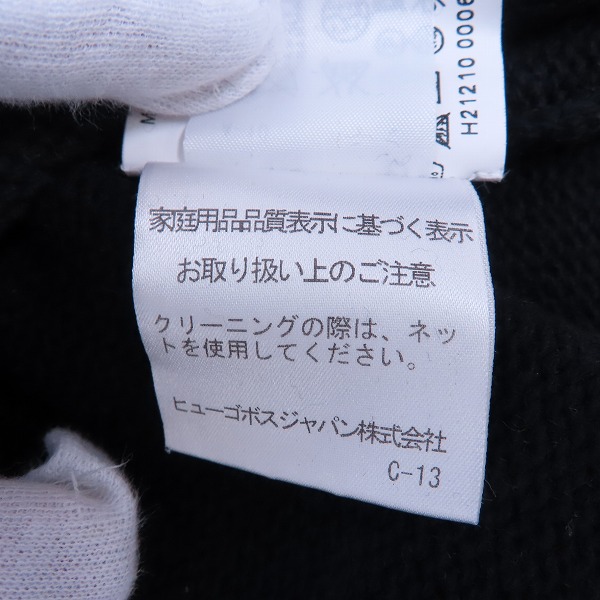 H21210 0006
家庭用品品質表示に基づく表示
お取り扱い上のご注意
クリーニングの際は、ネッ
トを使用してください。
ヒューゴボスジャパン株式会社
C-13